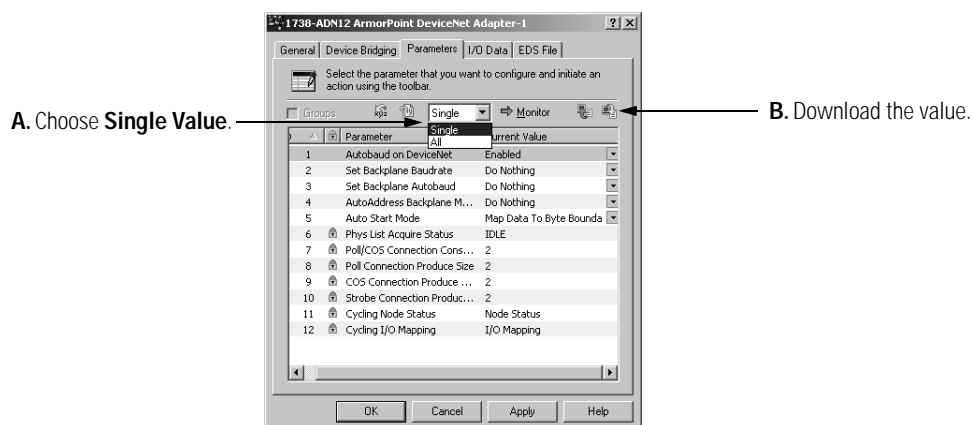 1738-ADN12 ArmorPoint DeviceNet Adapter-1
General Device Bridging Parameters I/O Data EDS File
Select the parameter that you want to configure and initiate an
action using the toolbar.
A. Choose Single Value.
Groups Single Monitor
B. Download the value.
Single
All
Parameter urrent Value
1 Autobaud on DeviceNet Enabled
2 Set Backplane Baudrate Do Nothing
3 Set Backplane Autobaud Do Nothing
4 AutoAddress Backplane M... Do Nothing
5 Auto Start Mode Map Data To Byte Bounda
6 Phys List Acquire Status IDLE
7 Poll/COS Connection Cons... 2
8 Poll Connection Produce Size 2
9 COS Connection Produce ... 2
10 Strobe Connection Produc... 2
11 Cycling Node Status Node Status
12 Cycling I/O Mapping I/O Mapping
OK Cancel Apply Help